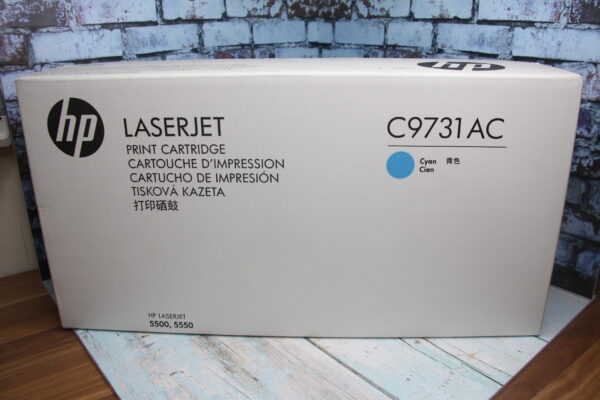 hp
LASERJET
PRINT CARTRIDGE
CARTOUCHE D'IMPRESSION
CARTUCHO DE IMPRESIÓN
TISKOVÁ KAZETA
打印硒鼓
C9731AC
Cyan 青色
Cian
HP LASERJET
5500, 5550